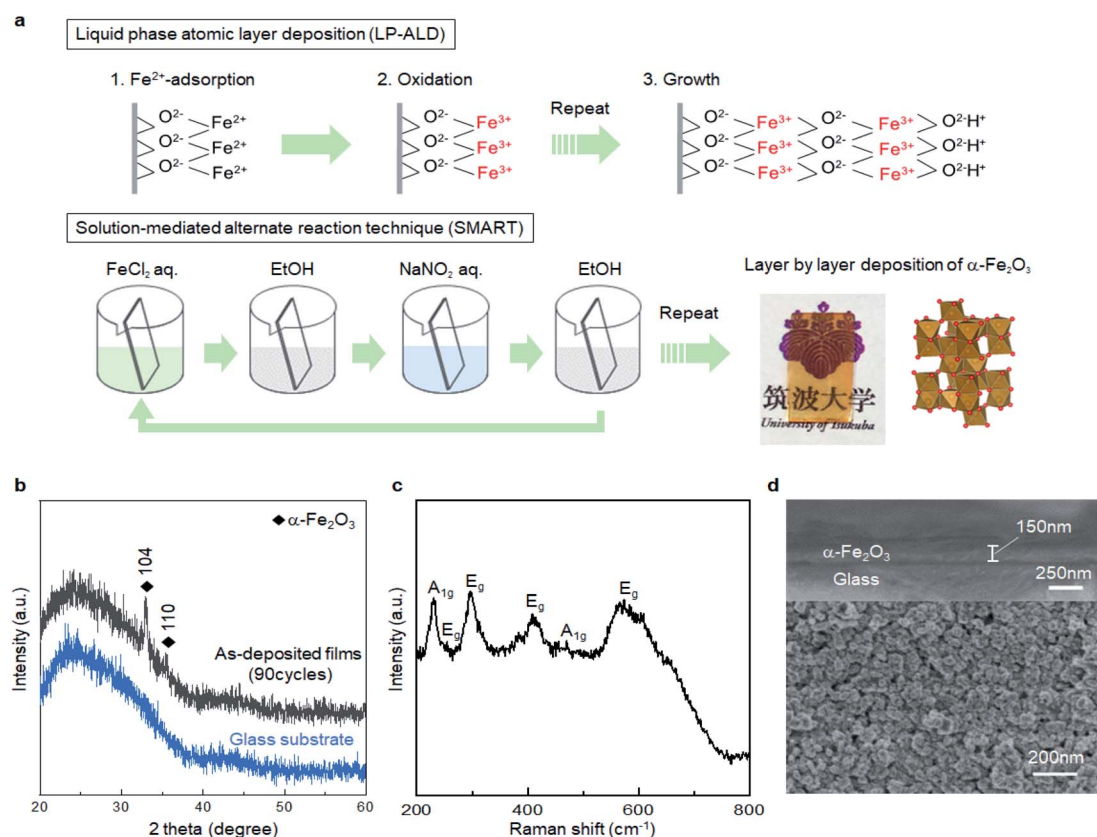 a
Liquid phase atomic layer deposition (LP-ALD)
1. Fe²⁺-adsorption
2. Oxidation
Repeat
3. Growth
O²⁻ Fe²⁺
O²⁻ Fe²⁺
O²⁻ Fe²⁺
O²⁻ Fe³⁺
O²⁻ Fe³⁺
O²⁻ Fe³⁺
O²⁻ Fe³⁺ O²⁻ Fe³⁺ O²⁻H⁺
O²⁻ Fe³⁺ O²⁻ Fe³⁺ O²⁻H⁺
O²⁻ Fe³⁺ O²⁻ Fe³⁺ O²⁻H⁺
Solution-mediated alternate reaction technique (SMART)
FeCl₂ aq.
EtOH
NaNO₂ aq.
EtOH
Repeat
Layer by layer deposition of α-Fe₂O₃
筑波大学
University of Tsukuba
b
◆ α-Fe₂O₃
104
110
As-deposited films
(90cycles)
Glass substrate
Intensity (a.u.)
20 30 40 50 60
2 theta (degree)
c
A1g
Eg
Eg
Eg
A1g
Eg
Intensity (a.u.)
200 300 400 500 600 800
Raman shift (cm⁻¹)
d
150nm
α-Fe₂O₃
Glass
250nm
200nm